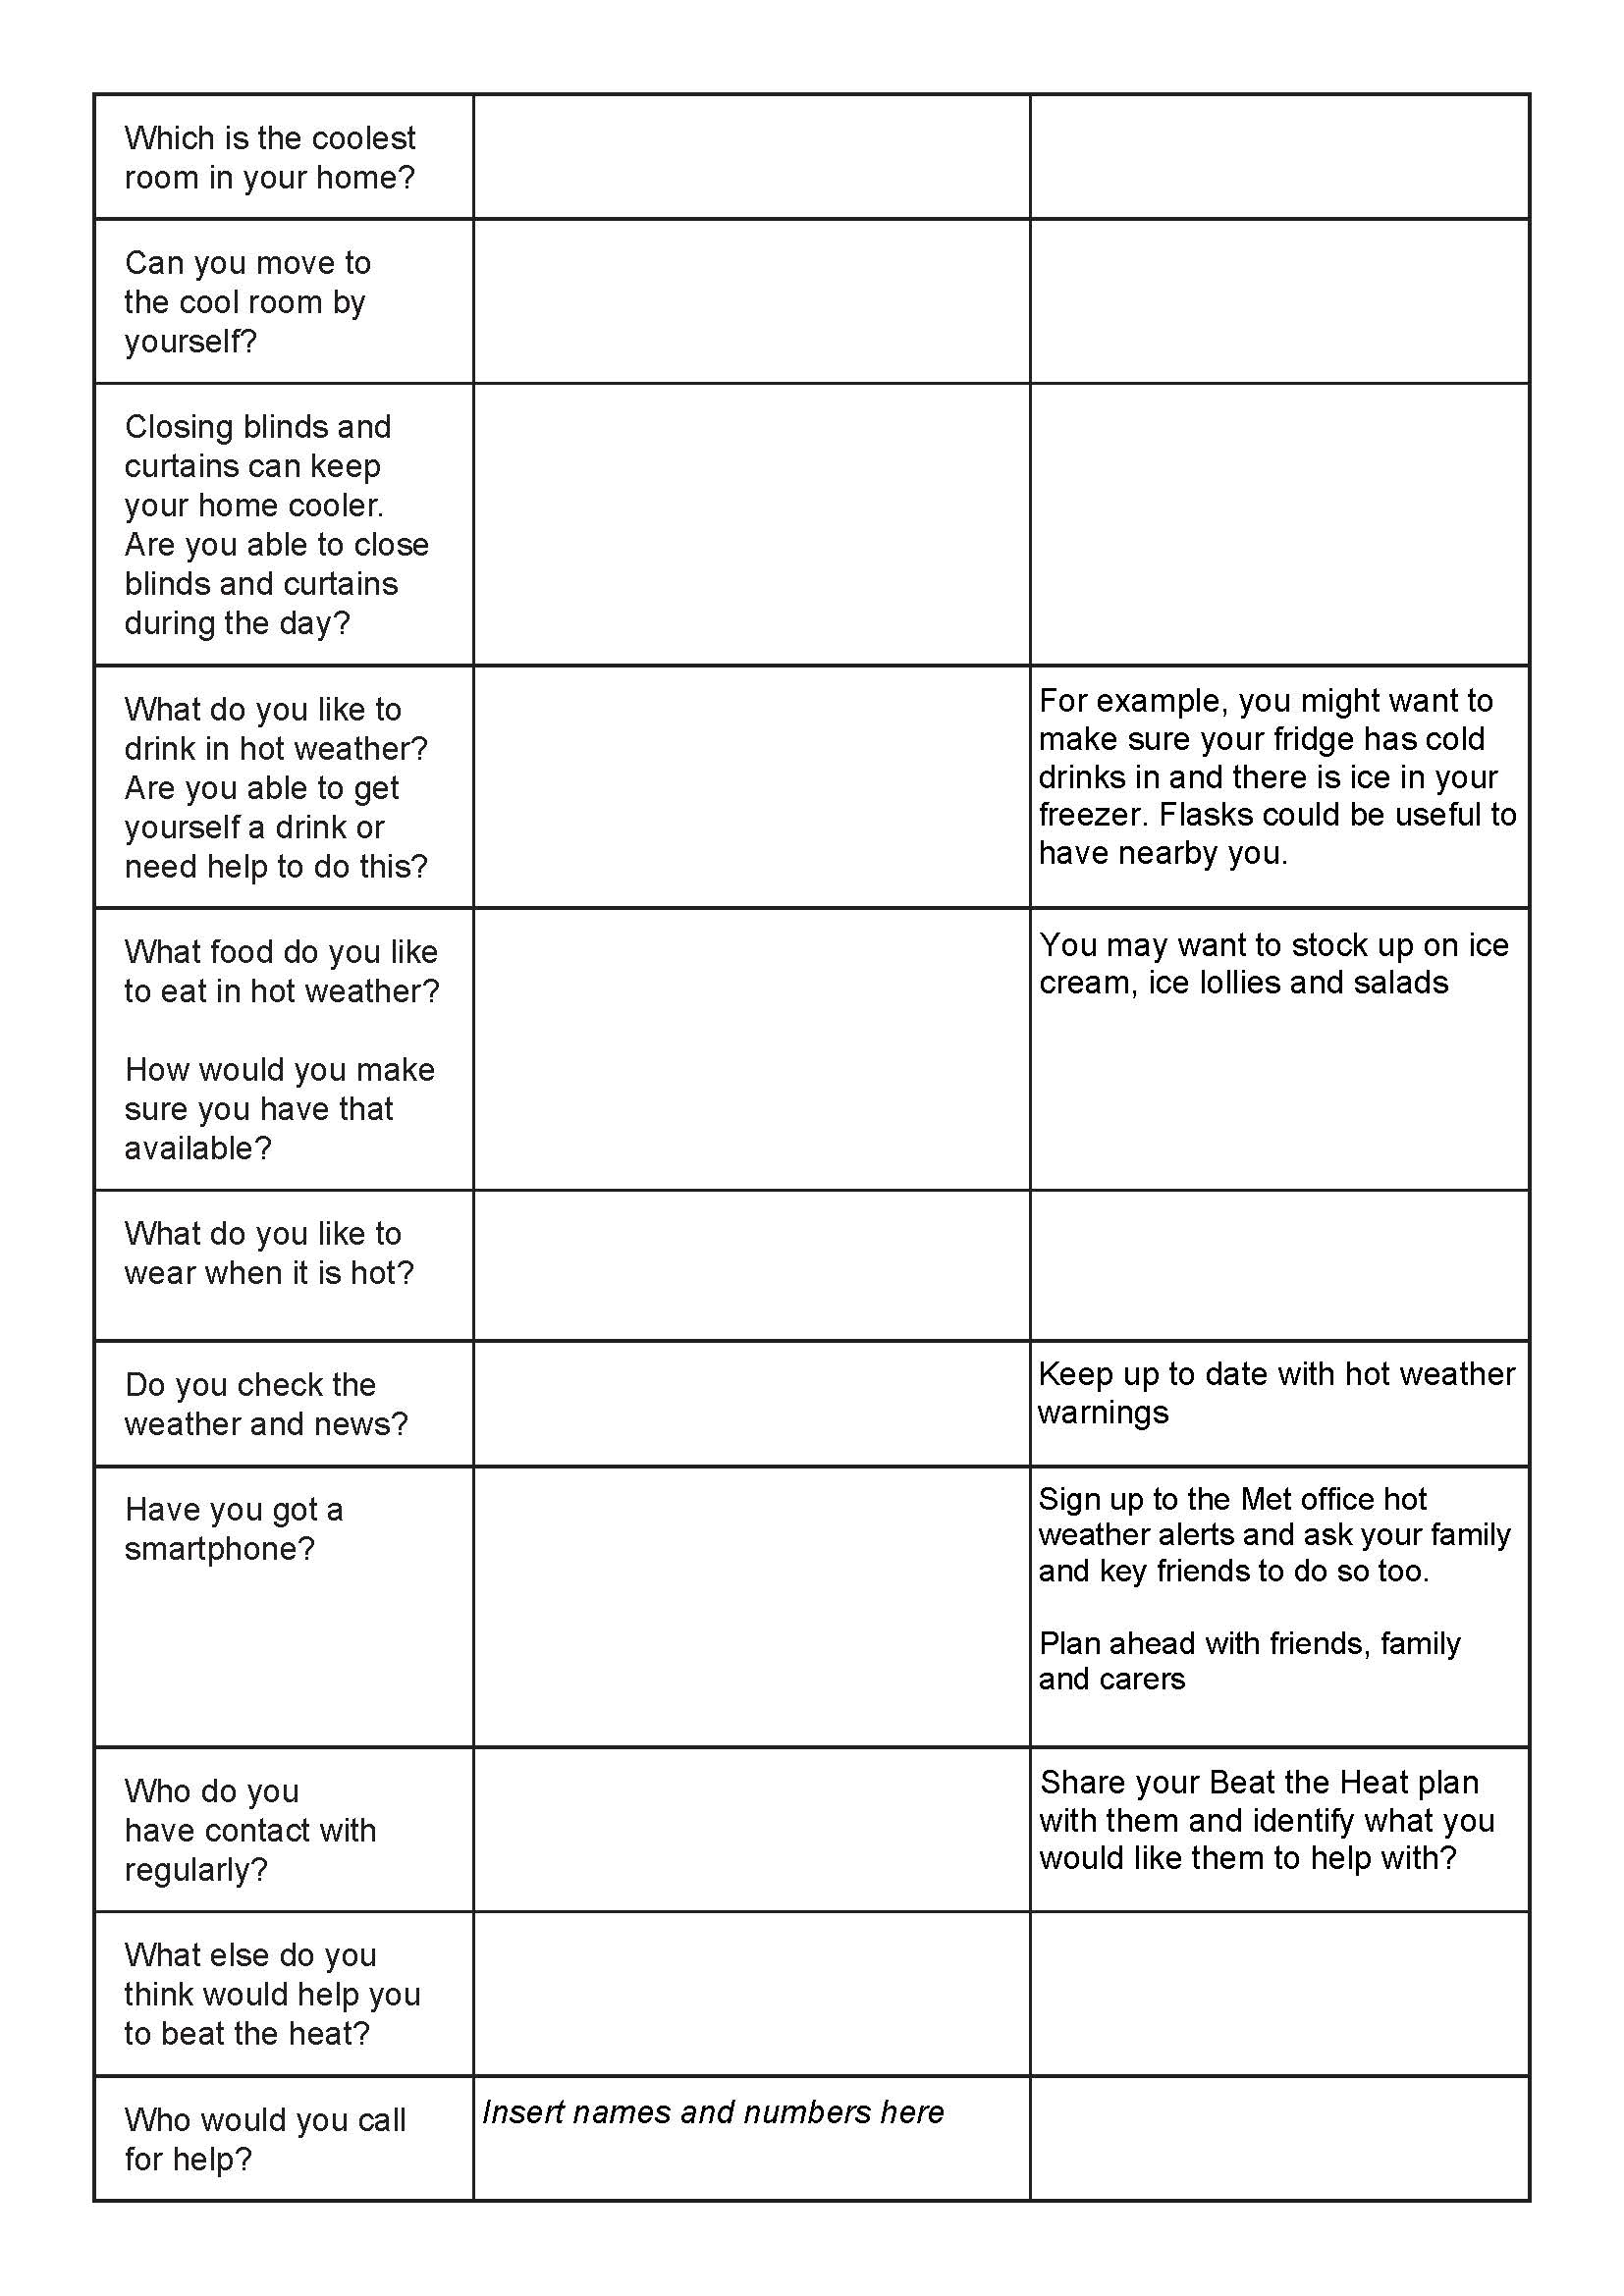 Which is the coolest
room in your home?
Can you move to
the cool room by
yourself?
Closing blinds and
curtains can keep
your home cooler.
Are you able to close
blinds and curtains
during the day?
What do you like to
drink in hot weather?
Are you able to get
yourself a drink or
need help to do this?
For example, you might want to
make sure your fridge has cold
drinks in and there is ice in your
freezer. Flasks could be useful to
have nearby you.
What food do you like
to eat in hot weather?
How would you make
sure you have that
available?
You may want to stock up on ice
cream, ice lollies and salads
What do you like to
wear when it is hot?
Do you check the
weather and news?
Keep up to date with hot weather
warnings
Have you got a
smartphone?
Sign up to the Met office hot
weather alerts and ask your family
and key friends to do so too.
Plan ahead with friends, family
and carers
Who do you
have contact with
regularly?
Share your Beat the Heat plan
with them and identify what you
would like them to help with?
What else do you
think would help you
to beat the heat?
Who would you call
for help?
Insert names and numbers here